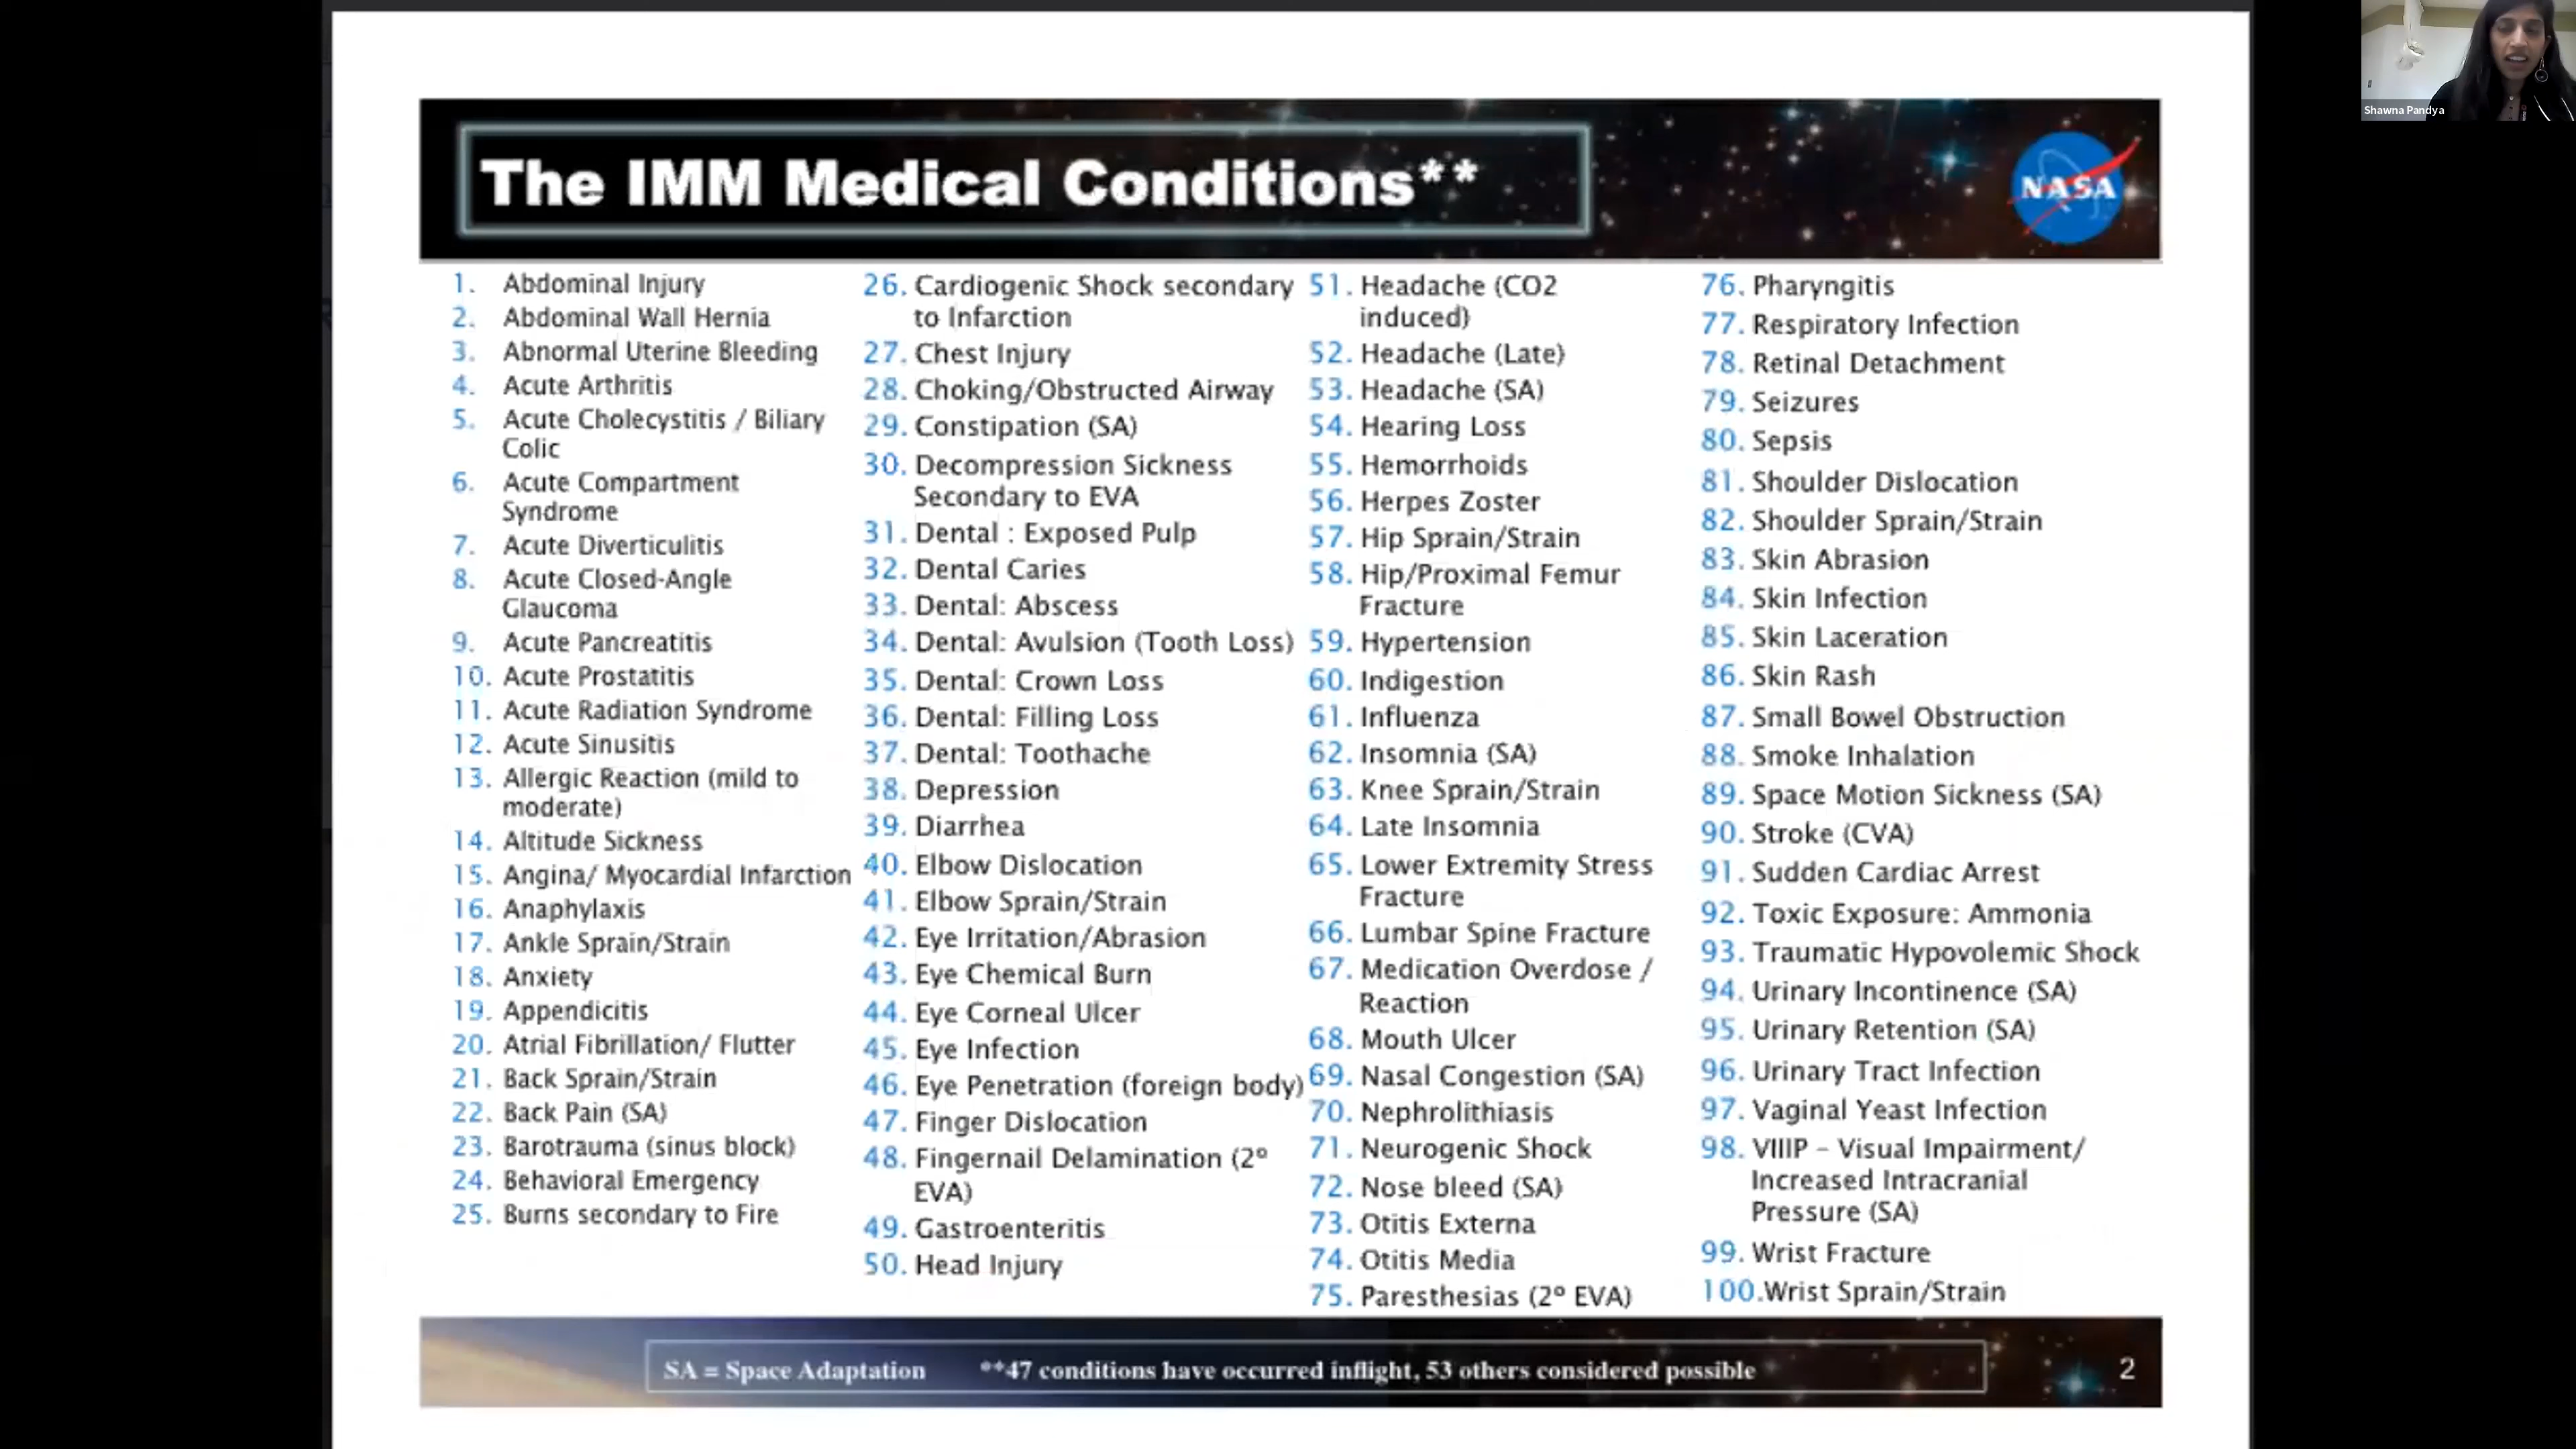 Shawna Pandya
The IMM Medical Conditions**
NASA
1. Abdominal Injury
2. Abdominal Wall Hernia
3. Abnormal Uterine Bleeding
4. Acute Arthritis
5. Acute Cholecystitis / Biliary
Colic
6. Acute Compartment
Syndrome
7. Acute Diverticulitis
8. Acute Closed-Angle
Glaucoma
9. Acute Pancreatitis
10. Acute Prostatitis
11. Acute Radiation Syndrome
12. Acute Sinusitis
13. Allergic Reaction (mild to
moderate)
14. Altitude Sickness
15. Angina/ Myocardial Infarction
16. Anaphylaxis
17. Ankle Sprain/Strain
18. Anxiety
19. Appendicitis
20. Atrial Fibrillation/ Flutter
21. Back Sprain/Strain
22. Back Pain (SA)
23. Barotrauma (sinus block)
24. Behavioral Emergency
25. Burns secondary to Fire
26. Cardiogenic Shock secondary
to Infarction
27. Chest Injury
28. Choking/Obstructed Airway
29. Constipation (SA)
30. Decompression Sickness
Secondary to EVA
31. Dental : Exposed Pulp
32. Dental Caries
33. Dental: Abscess
34. Dental: Avulsion (Tooth Loss)
35. Dental: Crown Loss
36. Dental: Filling Loss
37. Dental: Toothache
38. Depression
39. Diarrhea
40. Elbow Dislocation
41. Elbow Sprain/Strain
42. Eye Irritation/Abrasion
43. Eye Chemical Burn
44. Eye Corneal Ulcer
45. Eye Infection
46. Eye Penetration (foreign body)
47. Finger Dislocation
48. Fingernail Delamination (2º
EVA)
49. Gastroenteritis
50. Head Injury
51. Headache (CO2
induced)
52. Headache (Late)
53. Headache (SA)
54. Hearing Loss
55. Hemorrhoids
56. Herpes Zoster
57. Hip Sprain/Strain
58. Hip/Proximal Femur
Fracture
59. Hypertension
60. Indigestion
61. Influenza
62. Insomnia (SA)
63. Knee Sprain/Strain
64. Late Insomnia
65. Lower Extremity Stress
Fracture
66. Lumbar Spine Fracture
67. Medication Overdose /
Reaction
68. Mouth Ulcer
69. Nasal Congestion (SA)
70. Nephrolithiasis
71. Neurogenic Shock
72. Nose bleed (SA)
73. Otitis Externa
74. Otitis Media
75. Paresthesias (2º EVA)
76. Pharyngitis
77. Respiratory Infection
78. Retinal Detachment
79. Seizures
80. Sepsis
81. Shoulder Dislocation
82. Shoulder Sprain/Strain
83. Skin Abrasion
84. Skin Infection
85. Skin Laceration
86. Skin Rash
87. Small Bowel Obstruction
88. Smoke Inhalation
89. Space Motion Sickness (SA)
90. Stroke (CVA)
91. Sudden Cardiac Arrest
92. Toxic Exposure: Ammonia
93. Traumatic Hypovolemic Shock
94. Urinary Incontinence (SA)
95. Urinary Retention (SA)
96. Urinary Tract Infection
97. Vaginal Yeast Infection
98. VIIIP – Visual Impairment/
Increased Intracranial
Pressure (SA)
99. Wrist Fracture
100.Wrist Sprain/Strain
SA = Space Adaptation **47 conditions have occurred inflight, 53 others considered possible
2